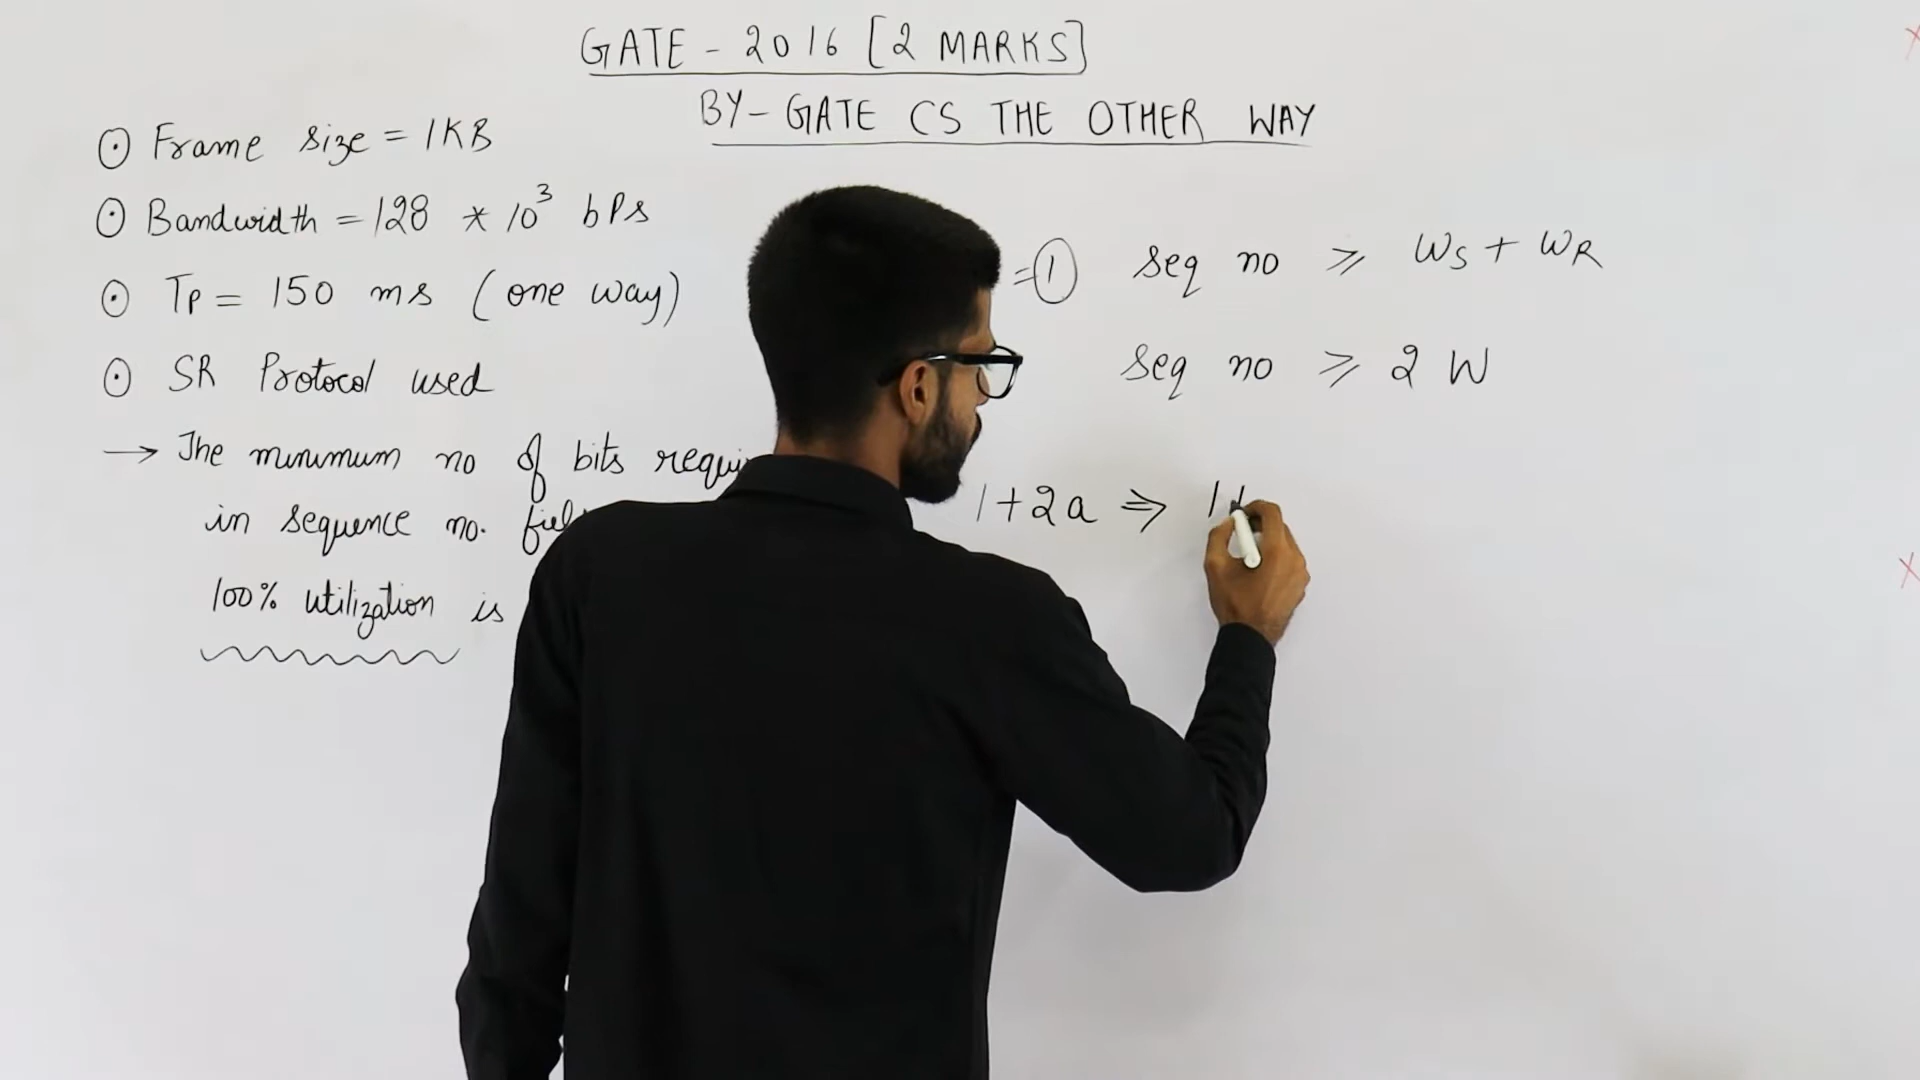 GATE - 2016 [2 MARKS]
BY - GATE CS THE OTHER WAY
⊙ Frame size = 1KB
⊙ Bandwidth = 128 * 10³ bPs
⊙ Tp = 150 ms (one way)
⊙ SR Protocol used
→ The minimum no of bits
in sequence no.
100% utilization is
= ① seq no ⩾ Ws + WR
seq no ⩾ 2 W
1+2a ⇒ 1+